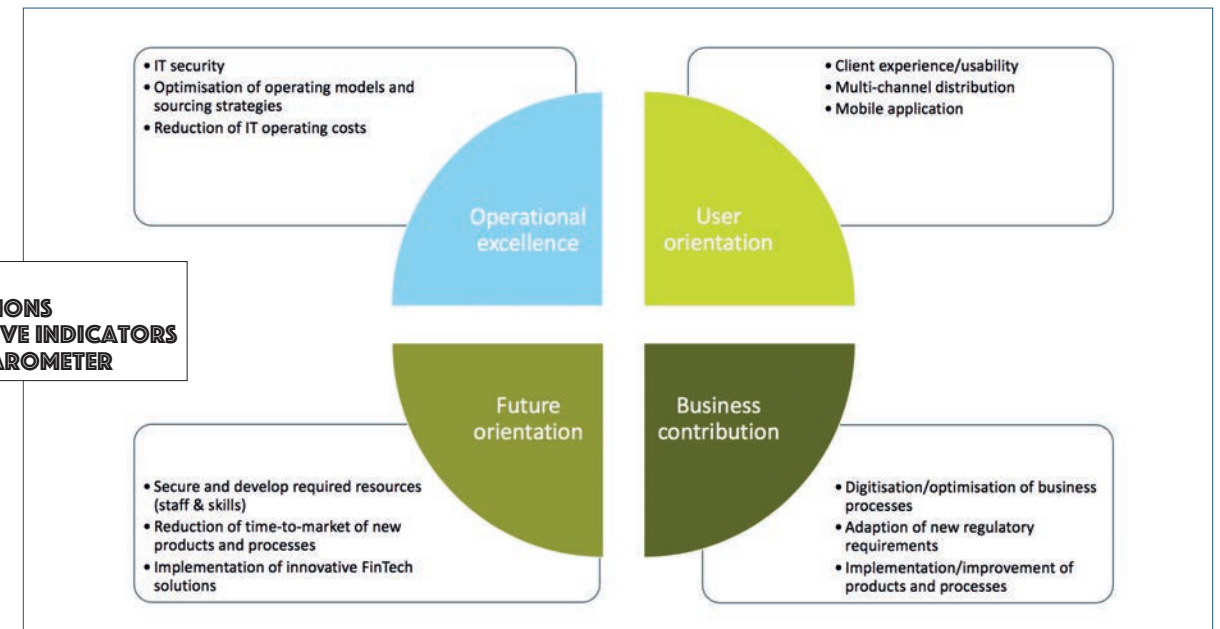 • IT security
• Optimisation of operating models and
sourcing strategies
• Reduction of IT operating costs
• Client experience/usability
• Multi-channel distribution
• Mobile application
Operational
excellence
User
orientation
INDICATORS
Future
orientation
Business
contribution
• Secure and develop required resources
(staff & skills)
• Reduction of time-to-market of new
products and processes
• Implementation of innovative FinTech
solutions
• Digitisation/optimisation of business
processes
• Adaption of new regulatory
requirements
• Implementation/improvement of
products and processes